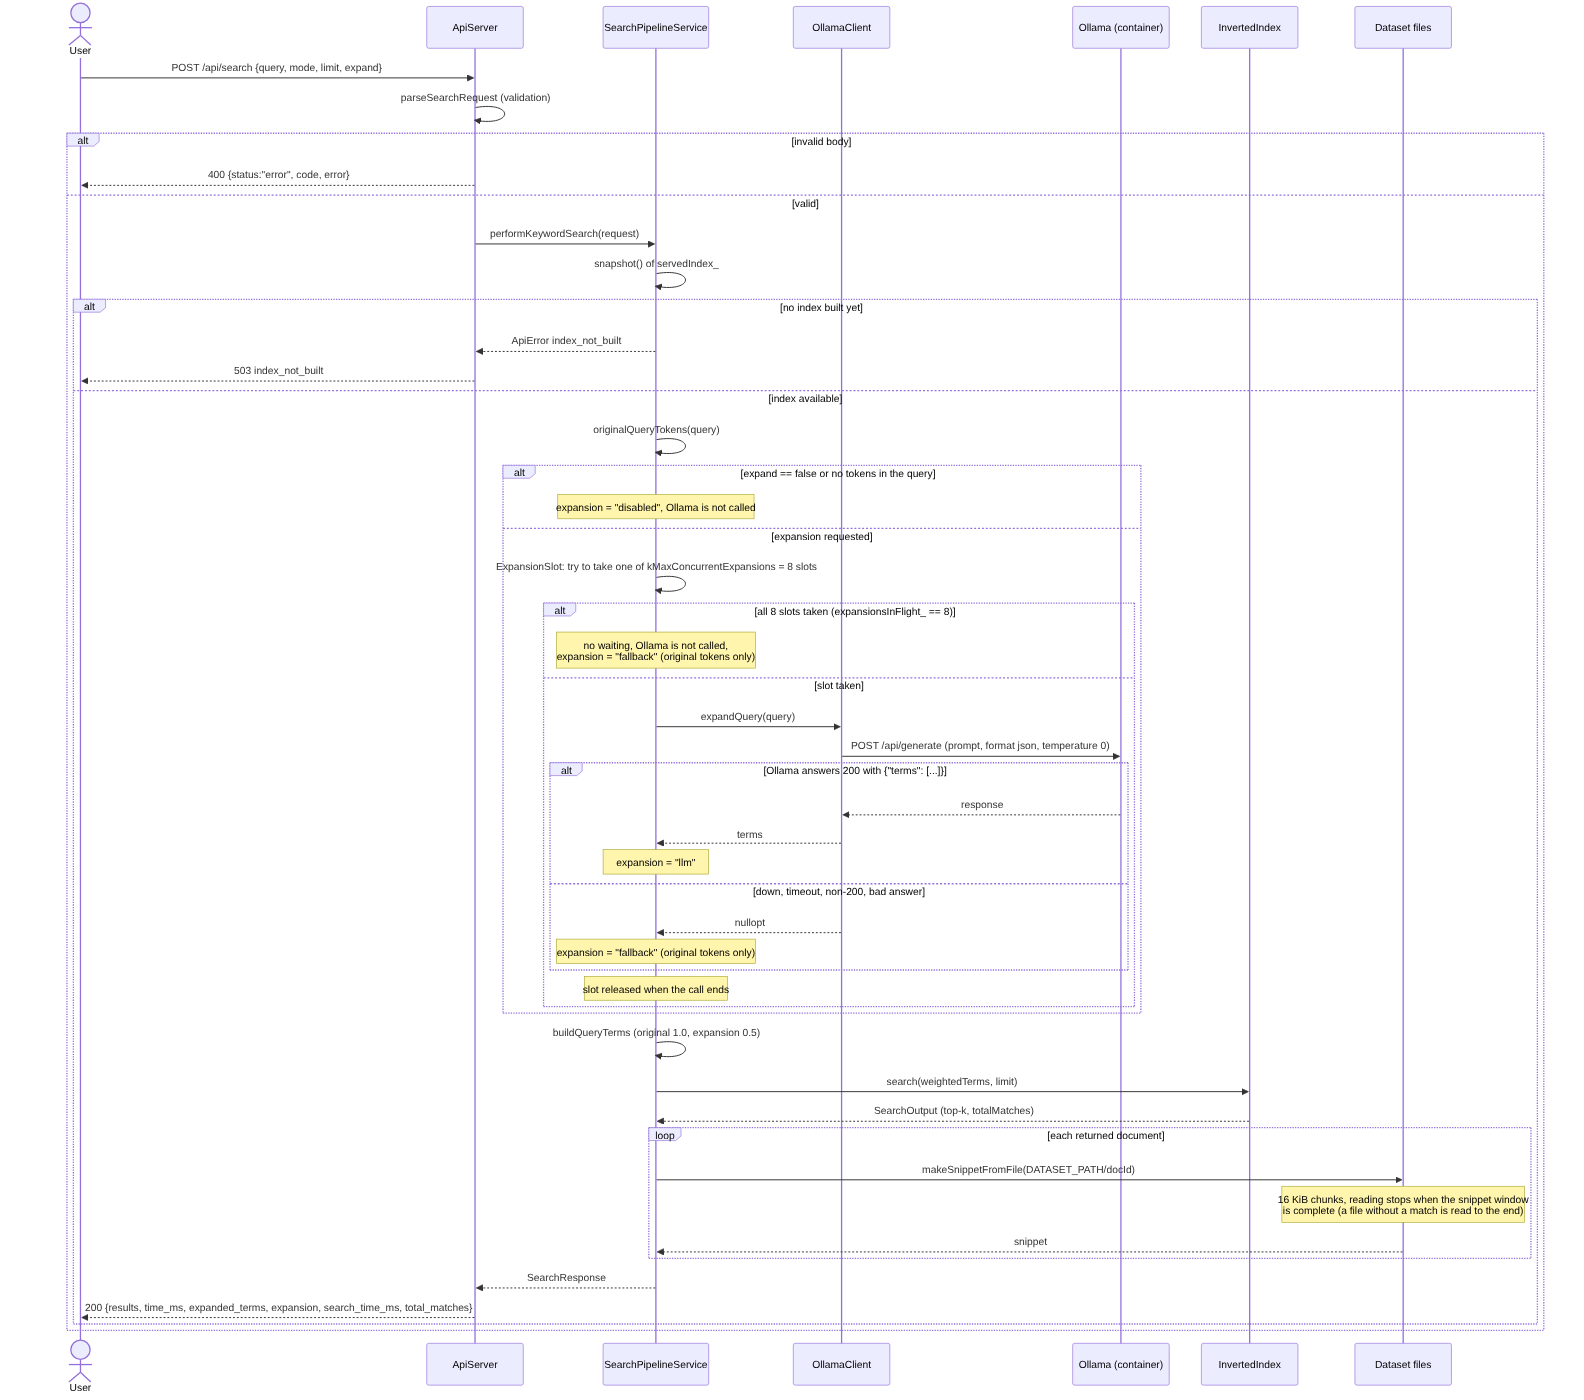 User
ApiServer
SearchPipelineService
OllamaClient
Ollama (container)
InvertedIndex
Dataset files
POST /api/search {query, mode, limit, expand}
parseSearchRequest (validation)
alt
[invalid body]
400 {status:"error", code, error}
[valid]
performKeywordSearch(request)
snapshot() of servedIndex_
alt
[no index built yet]
ApiError index_not_built
503 index_not_built
[index available]
originalQueryTokens(query)
alt
[expand == false or no tokens in the query]
expansion = "disabled", Ollama is not called
[expansion requested]
ExpansionSlot: try to take one of kMaxConcurrentExpansions = 8 slots
alt
[all 8 slots taken (expansionsInFlight_ == 8)]
no waiting, Ollama is not called,
expansion = "fallback" (original tokens only)
[slot taken]
expandQuery(query)
POST /api/generate (prompt, format json, temperature 0)
alt
[Ollama answers 200 with {"terms": [...]}]
response
terms
expansion = "llm"
[down, timeout, non-200, bad answer]
nullopt
expansion = "fallback" (original tokens only)
slot released when the call ends
buildQueryTerms (original 1.0, expansion 0.5)
search(weightedTerms, limit)
SearchOutput (top-k, totalMatches)
loop
[each returned document]
makeSnippetFromFile(DATASET_PATH/docId)
16 KiB chunks, reading stops when the snippet window
is complete (a file without a match is read to the end)
snippet
SearchResponse
200 {results, time_ms, expanded_terms, expansion, search_time_ms, total_matches}
User
ApiServer
SearchPipelineService
OllamaClient
Ollama (container)
InvertedIndex
Dataset files